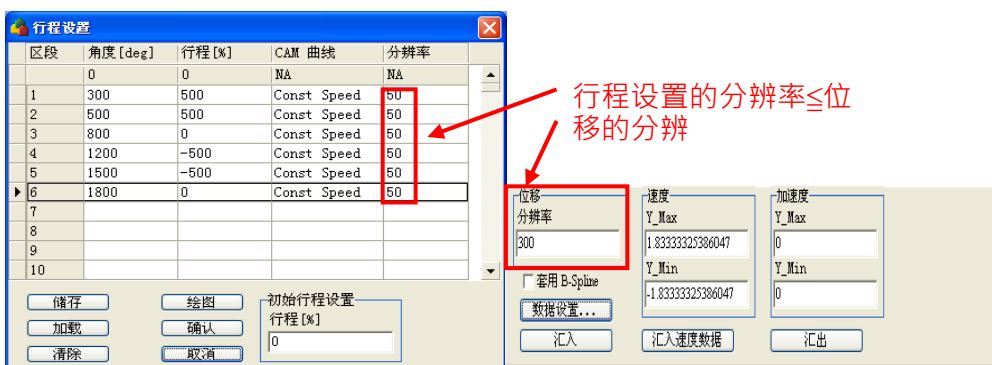 行程设置
区段 角度[deg] 行程[%] CAM 曲线 分辨率
0 0 NA NA
1 300 500 Const Speed 50
2 500 500 Const Speed 50
3 800 0 Const Speed 50
4 1200 -500 Const Speed 50
5 1500 -500 Const Speed 50
6 1800 0 Const Speed 50
7
8
9
10
储存 绘图 初始行程设置
加载 确认 行程[%]
清除 取消 0
行程设置的分辨率≦位
移的分辨
位移 速度 加速度
分辨率 Y_Max Y_Max
300 1.83333325386047 0
套用 B-Spline Y_Min Y_Min
数据设置... -1.83333325386047 0
汇入 汇入速度数据 汇出